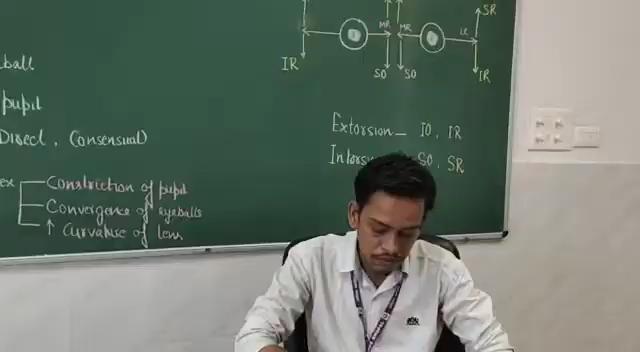 SR
MR MR LR
IR SO SO IR
ball
pupil
Direct, Consensual
Extorsion — IO, IR
SO, SR
ex
Constriction of pupil
Convergence of eyeballs
↑ Curvature of lens